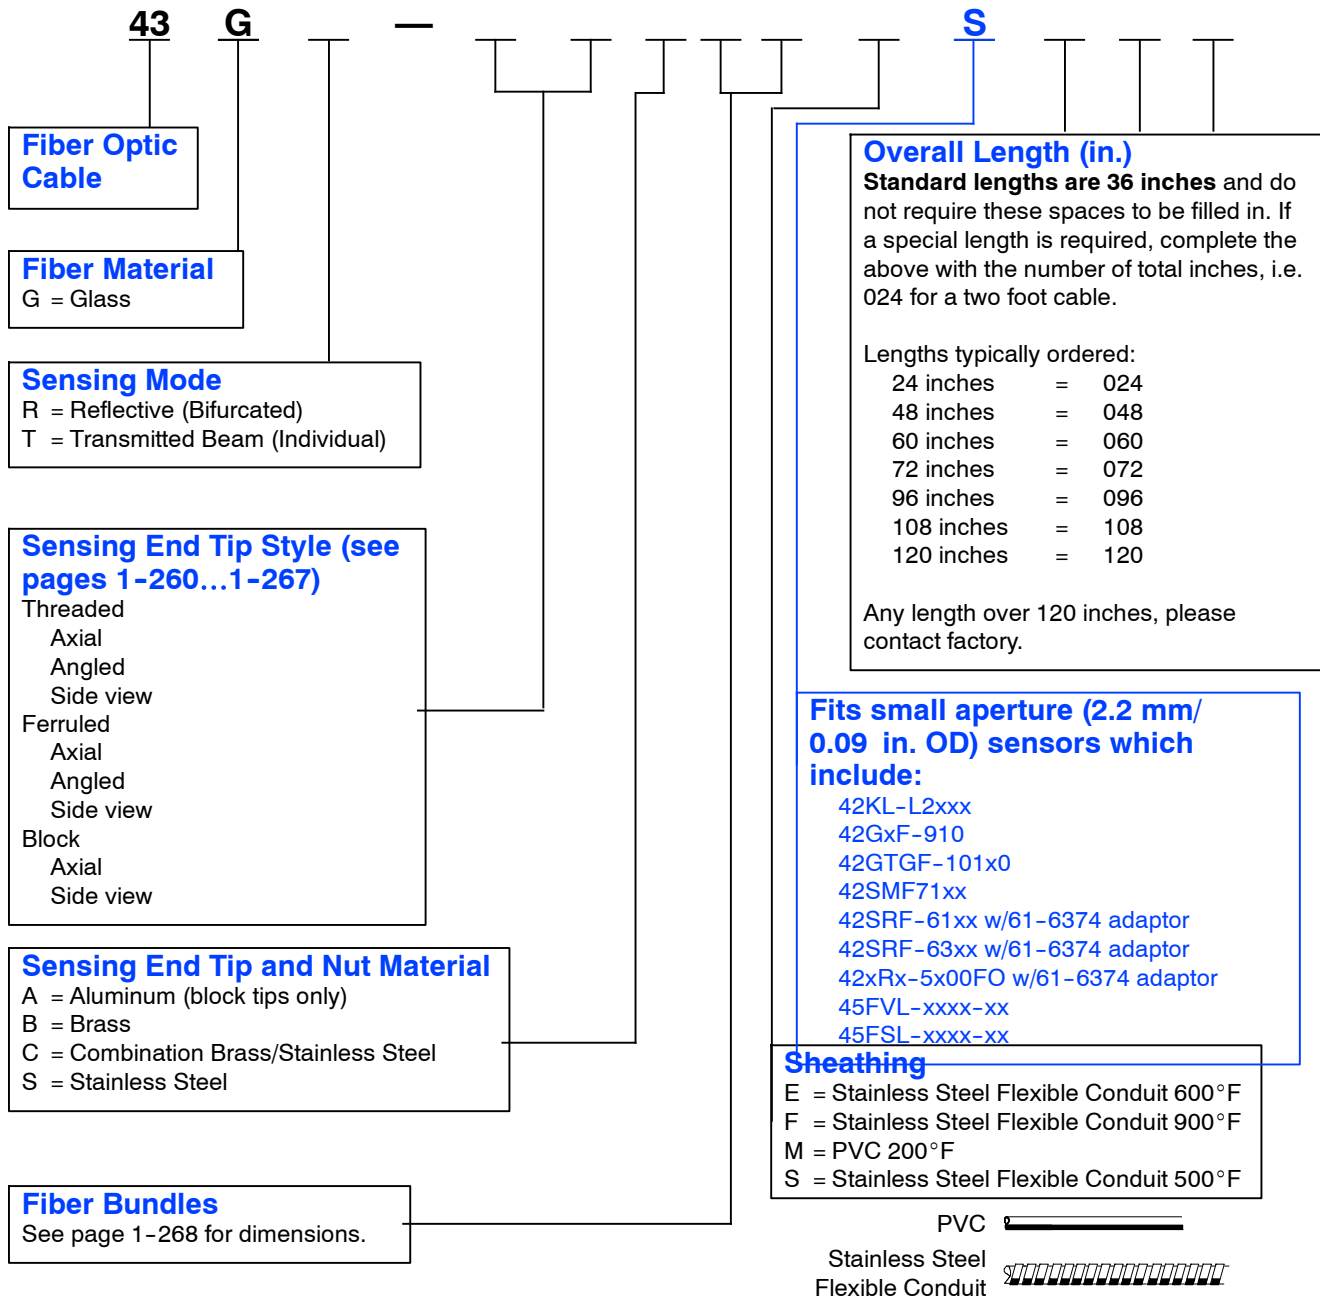 43 G — S
Fiber Optic
Cable
Fiber Material
G = Glass
Sensing Mode
R = Reflective (Bifurcated)
T = Transmitted Beam (Individual)
Sensing End Tip Style (see
pages 1-260...1-267)
Threaded
Axial
Angled
Side view
Ferruled
Axial
Angled
Side view
Block
Axial
Side view
Sensing End Tip and Nut Material
A = Aluminum (block tips only)
B = Brass
C = Combination Brass/Stainless Steel
S = Stainless Steel
Fiber Bundles
See page 1-268 for dimensions.
Overall Length (in.)
Standard lengths are 36 inches and do
not require these spaces to be filled in. If
a special length is required, complete the
above with the number of total inches, i.e.
024 for a two foot cable.
Lengths typically ordered:
24 inches = 024
48 inches = 048
60 inches = 060
72 inches = 072
96 inches = 096
108 inches = 108
120 inches = 120
Any length over 120 inches, please
contact factory.
Fits small aperture (2.2 mm/
0.09 in. OD) sensors which
include:
42KL-L2xxx
42GxF-910
42GTGF-101x0
42SMF71xx
42SRF-61xx w/61-6374 adaptor
42SRF-63xx w/61-6374 adaptor
42xRx-5x00FO w/61-6374 adaptor
45FVL-xxxx-xx
45FSL-xxxx-xx
Sheathing
E = Stainless Steel Flexible Conduit 600°F
F = Stainless Steel Flexible Conduit 900°F
M = PVC 200°F
S = Stainless Steel Flexible Conduit 500°F
PVC
Stainless Steel
Flexible Conduit